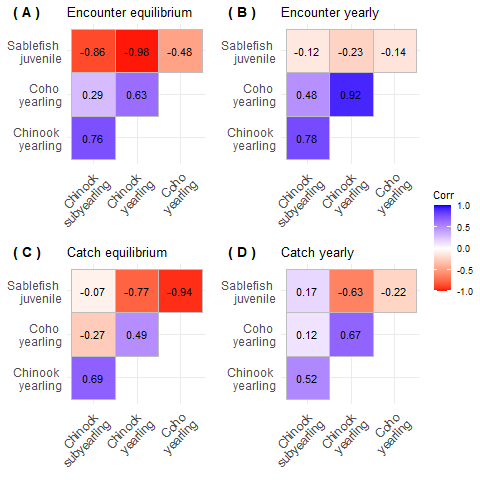 ( A ) Encounter equilibrium
Sablefish
juvenile
-0.86 -0.98 -0.48
Coho
yearling
0.29 0.63
Chinook
yearling
0.76
Chinook
subyearling
Chinook
yearling
Coho
yearling
( B ) Encounter yearly
Sablefish
juvenile
-0.12 -0.23 -0.14
Coho
yearling
0.48 0.92
Chinook
yearling
0.78
Chinook
subyearling
Chinook
yearling
Coho
yearling
Corr
1.0
0.5
0.0
-0.5
-1.0
( C ) Catch equilibrium
Sablefish
juvenile
-0.07 -0.77 -0.94
Coho
yearling
-0.27 0.49
Chinook
yearling
0.69
Chinook
subyearling
Chinook
yearling
Coho
yearling
( D ) Catch yearly
Sablefish
juvenile
0.17 -0.63 -0.22
Coho
yearling
0.12 0.67
Chinook
yearling
0.52
Chinook
subyearling
Chinook
yearling
Coho
yearling